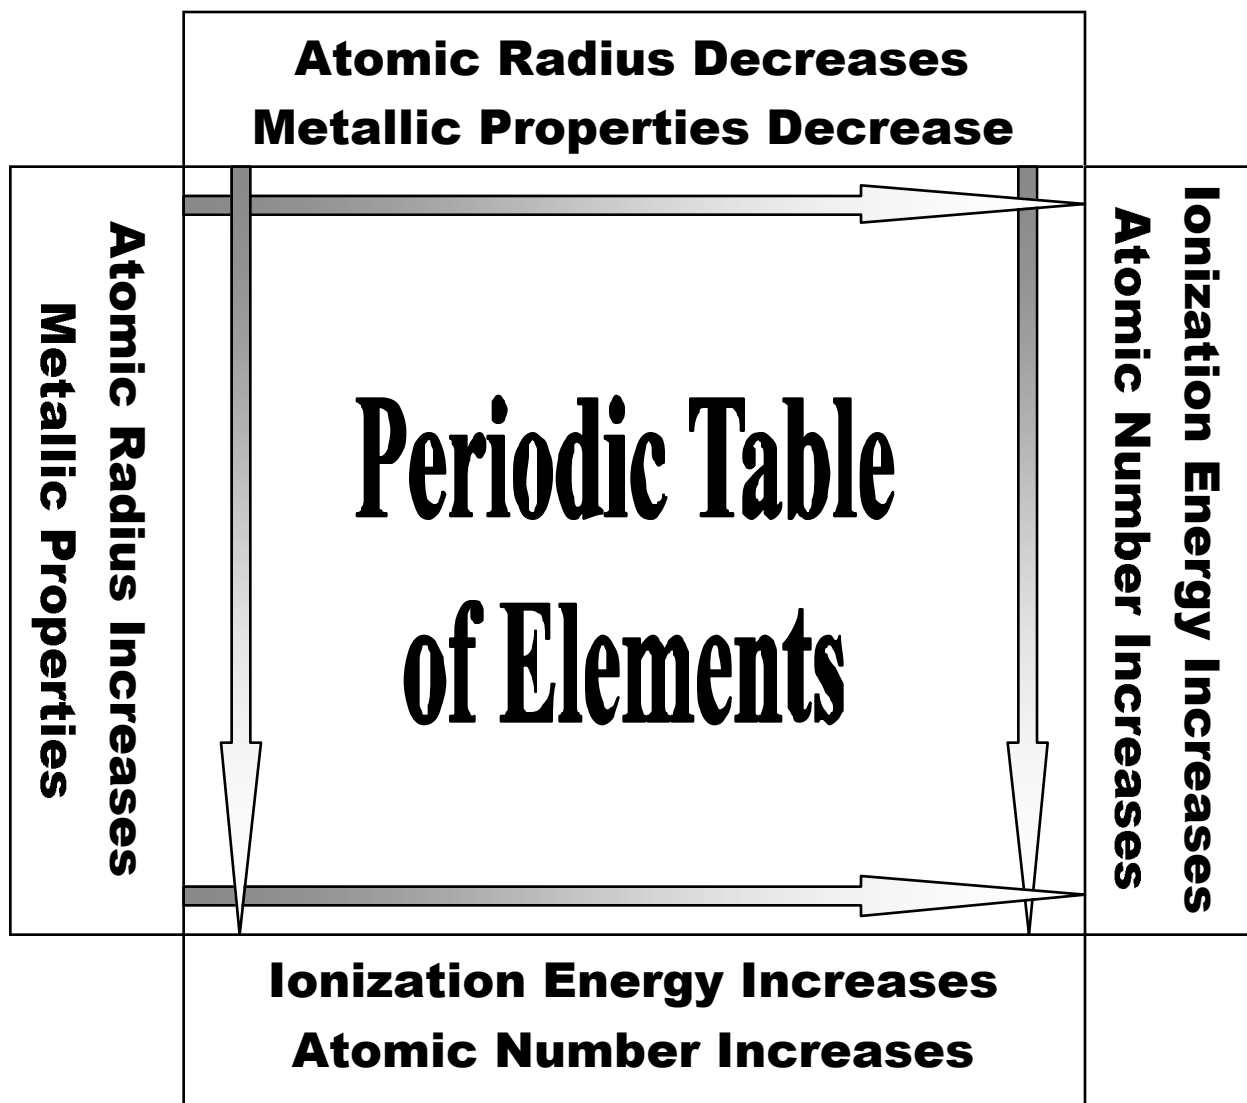 Atomic Radius Decreases
Metallic Properties Decrease
Atomic Radius Increases
Metallic Properties
Periodic Table
of Elements
Ionization Energy Increases
Atomic Number Increases
Ionization Energy Increases
Atomic Number Increases